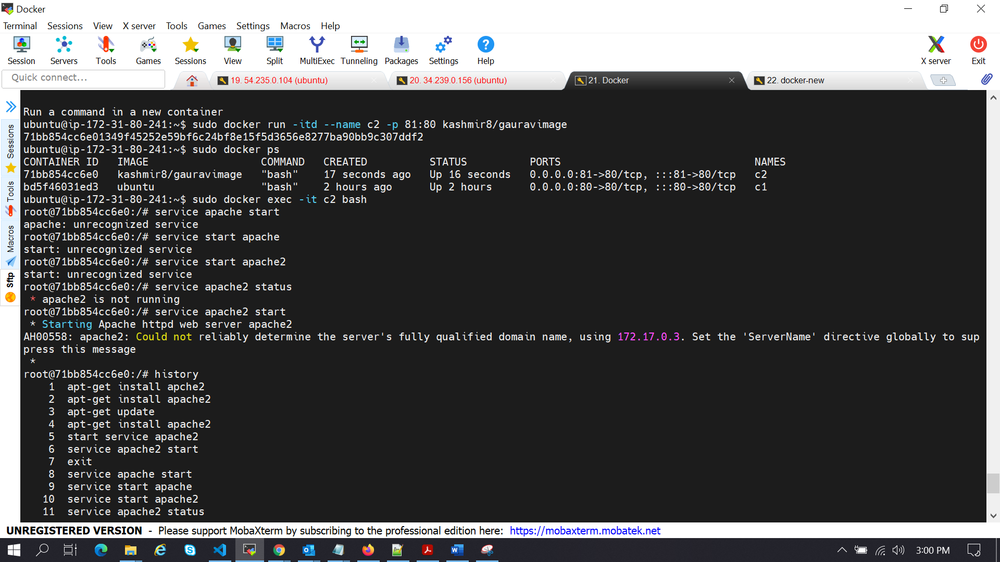 Docker
Terminal Sessions View X server Tools Games Settings Macros Help
Session Servers Tools Games Sessions View Split MultiExec Tunneling Packages Settings Help X server Exit
Quick connect... 19. 54.235.0.104 (ubuntu) 20. 34.239.0.156 (ubuntu) 21. Docker 22. docker-new
Sessions
Tools
Macros
Sftp
Run a command in a new container
ubuntu@ip-172-31-80-241:~$ sudo docker run -itd --name c2 -p 81:80 kashmir8/gauravimage
71bb854cc6e01349f45252e59bf6c24bf8e15f5d3656e8277ba90bb9c307ddf2
ubuntu@ip-172-31-80-241:~$ sudo docker ps
CONTAINER ID   IMAGE                  COMMAND   CREATED          STATUS          PORTS                               NAMES
71bb854cc6e0   kashmir8/gauravimage   "bash"    17 seconds ago   Up 16 seconds   0.0.0.0:81->80/tcp, :::81->80/tcp   c2
bd5f46031ed3   ubuntu                 "bash"    2 hours ago      Up 2 hours      0.0.0.0:80->80/tcp, :::80->80/tcp   c1
ubuntu@ip-172-31-80-241:~$ sudo docker exec -it c2 bash
root@71bb854cc6e0:/# service apache start
apache: unrecognized service
root@71bb854cc6e0:/# service start apache
start: unrecognized service
root@71bb854cc6e0:/# service start apache2
start: unrecognized service
root@71bb854cc6e0:/# service apache2 status
 * apache2 is not running
root@71bb854cc6e0:/# service apache2 start
 * Starting Apache httpd web server apache2
AH00558: apache2: Could not reliably determine the server's fully qualified domain name, using 172.17.0.3. Set the 'ServerName' directive globally to sup
press this message
 *
root@71bb854cc6e0:/# history
    1  apt-get install apche2
    2  apt-get install apache2
    3  apt-get update
    4  apt-get install apache2
    5  start service apache2
    6  service apache2 start
    7  exit
    8  service apache start
    9  service start apache
   10  service start apache2
   11  service apache2 status
UNREGISTERED VERSION - Please support MobaXterm by subscribing to the professional edition here: https://mobaxterm.mobatek.net
3:00 PM